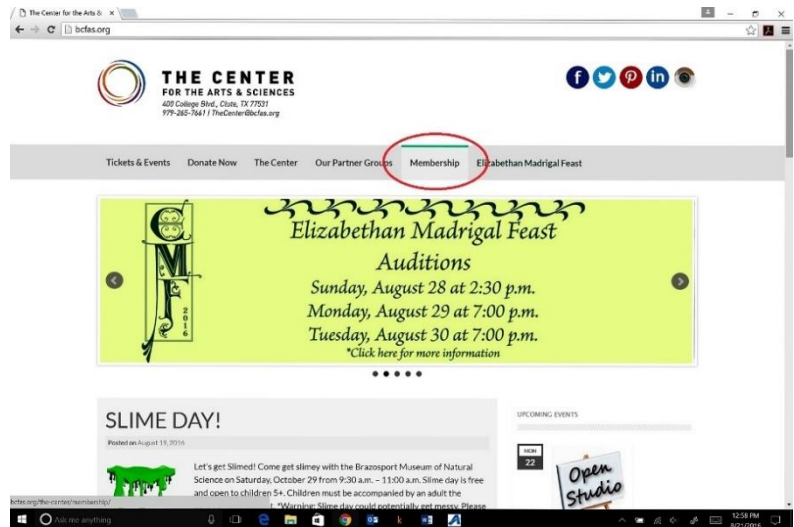 The Center for the Arts &
bcfas.org
THE CENTER
FOR THE ARTS & SCIENCES
400 College Blvd., Clute, TX 77531
979-265-7661 | TheCenter@bcfas.org
Tickets & Events
Donate Now
The Center
Our Partner Groups
Membership
Elizabethan Madrigal Feast
EMF
2016
Elizabethan Madrigal Feast
Auditions
Sunday, August 28 at 2:30 p.m.
Monday, August 29 at 7:00 p.m.
Tuesday, August 30 at 7:00 p.m.
*Click here for more information
SLIME DAY!
Posted on August 19, 2016
Let's get Slimed! Come get slimey with the Brazosport Museum of Natural
Science on Saturday, October 29 from 9:30 a.m. – 11:00 a.m. Slime day is free
and open to children 5+. Children must be accompanied by an adult the
*Warning: Slime day could potentially get messy. Please
UPCOMING EVENTS
MON
22
Open
Studio
bcfas.org/the-center/membership/
Ask me anything
12:58 PM
8/21/2016